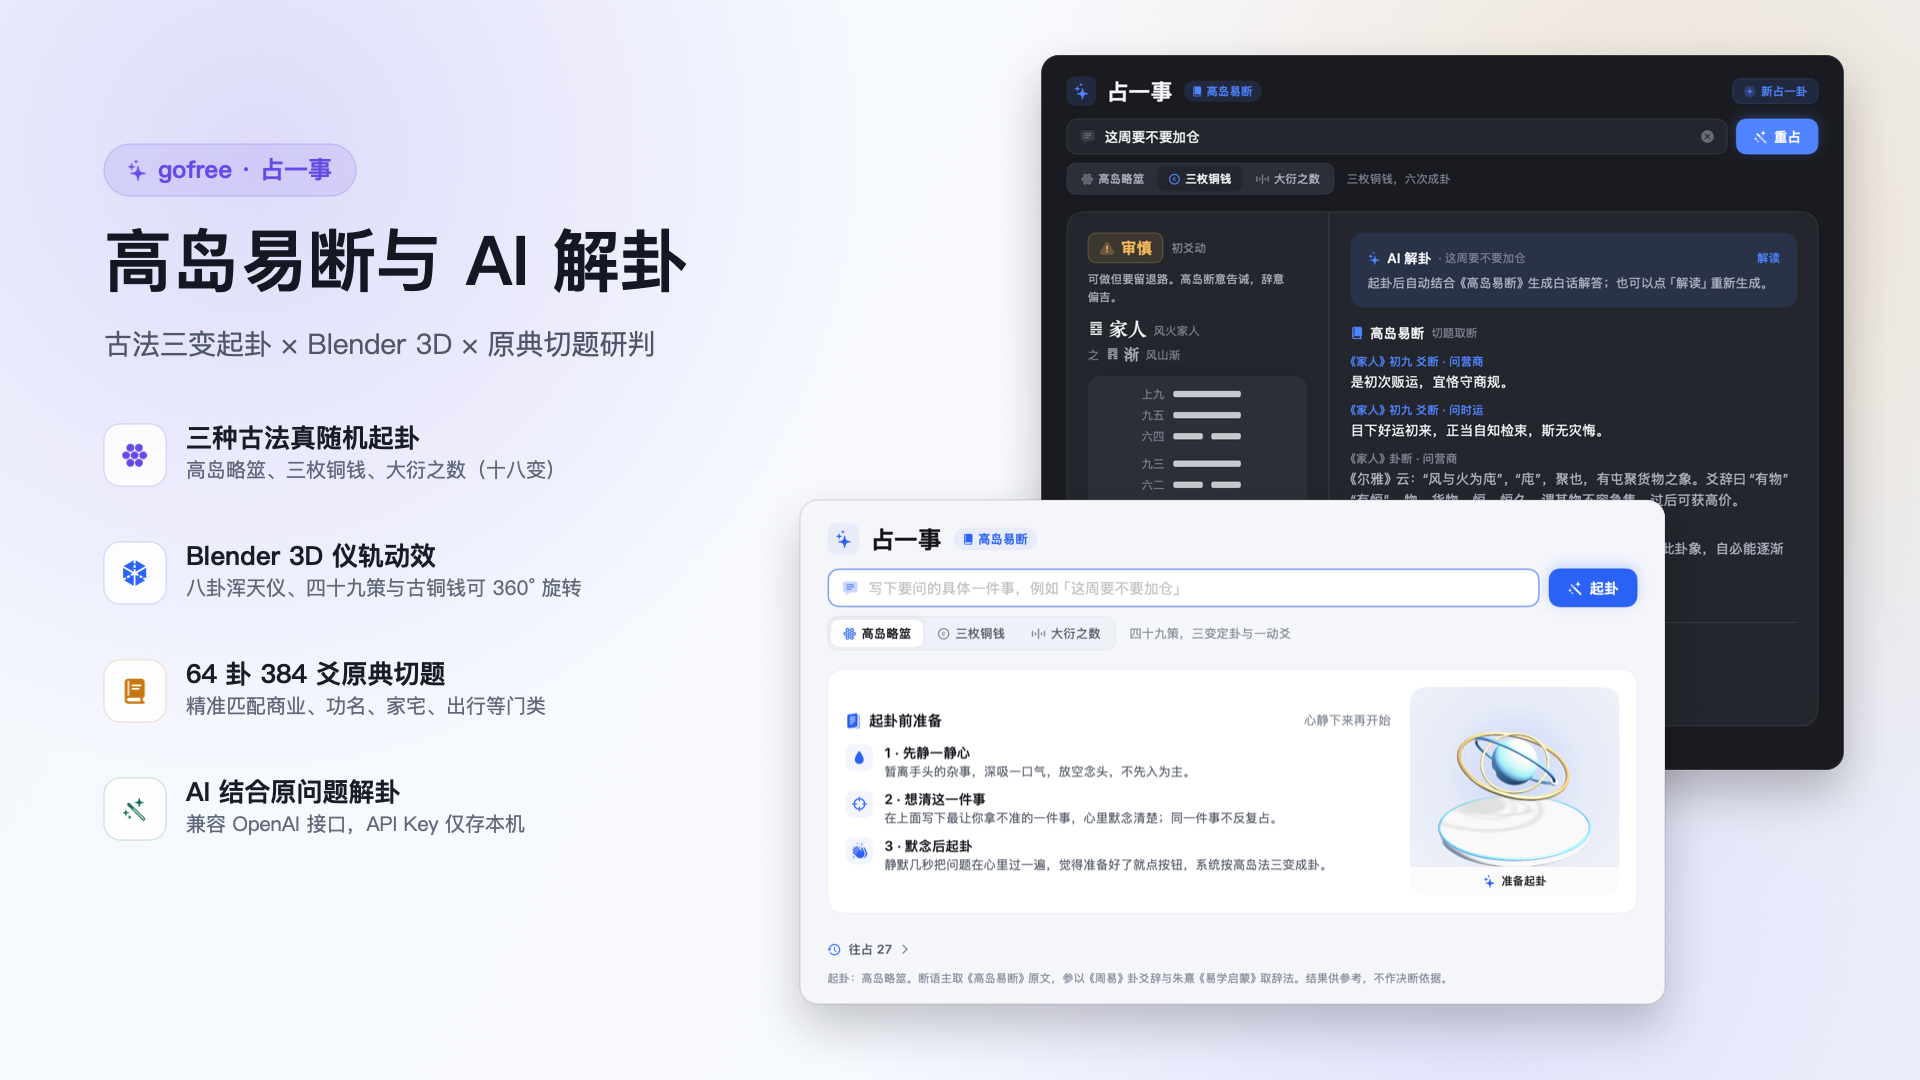 gofree · 占一事
高岛易断与 AI 解卦
古法三变起卦 × Blender 3D × 原典切题研判
三种古法真随机起卦
高岛略筮、三枚铜钱、大衍之数（十八变）
Blender 3D 仪轨动效
八卦浑天仪、四十九策与古铜钱可 360° 旋转
64 卦 384 爻原典切题
精准匹配商业、功名、家宅、出行等门类
AI 结合原问题解卦
兼容 OpenAI 接口，API Key 仅存本机
占一事 高岛易断
新占一卦
这周要不要加仓
重占
高岛略筮 三枚铜钱 大衍之数 三枚铜钱，六次成卦
审慎 初爻动
可做但要留退路。高岛断意告诫，辞意
偏吉。
䷤ 家人 风火家人
之 ䷴ 渐 风山渐
上九
九五
六四
九三
六二
AI 解卦 · 这周要不要加仓
解读
起卦后自动结合《高岛易断》生成白话解答；也可以点「解读」重新生成。
高岛易断 切题取断
《家人》初九 爻断 · 问营商
是初次贩运，宜恪守商规。
《家人》初九 爻断 · 问时运
目下好运初来，正当自知检束，斯无灾悔。
《家人》卦断 · 问营商
《尔雅》云：“风与火为庉”，“庉”，聚也，有屯聚货物之象。爻辞曰 “有物”
过后可获高价。
此卦象，自必能逐渐
占一事 高岛易断
写下要问的具体一件事，例如「这周要不要加仓」
起卦
高岛略筮 三枚铜钱 大衍之数 四十九策，三变定卦与一动爻
起卦前准备
心静下来再开始
1 · 先静一静心
暂离手头的杂事，深吸一口气，放空念头，不先入为主。
2 · 想清这一件事
在上面写下最让你拿不准的一件事，心里默念清楚；同一件事不反复占。
3 · 默念后起卦
静默几秒把问题在心里过一遍，觉得准备好了就点按钮，系统按高岛法三变成卦。
准备起卦
往占 27
起卦：高岛略筮。断语主取《高岛易断》原文，参以《周易》卦爻辞与朱熹《易学启蒙》取辞法。结果供参考，不作决断依据。